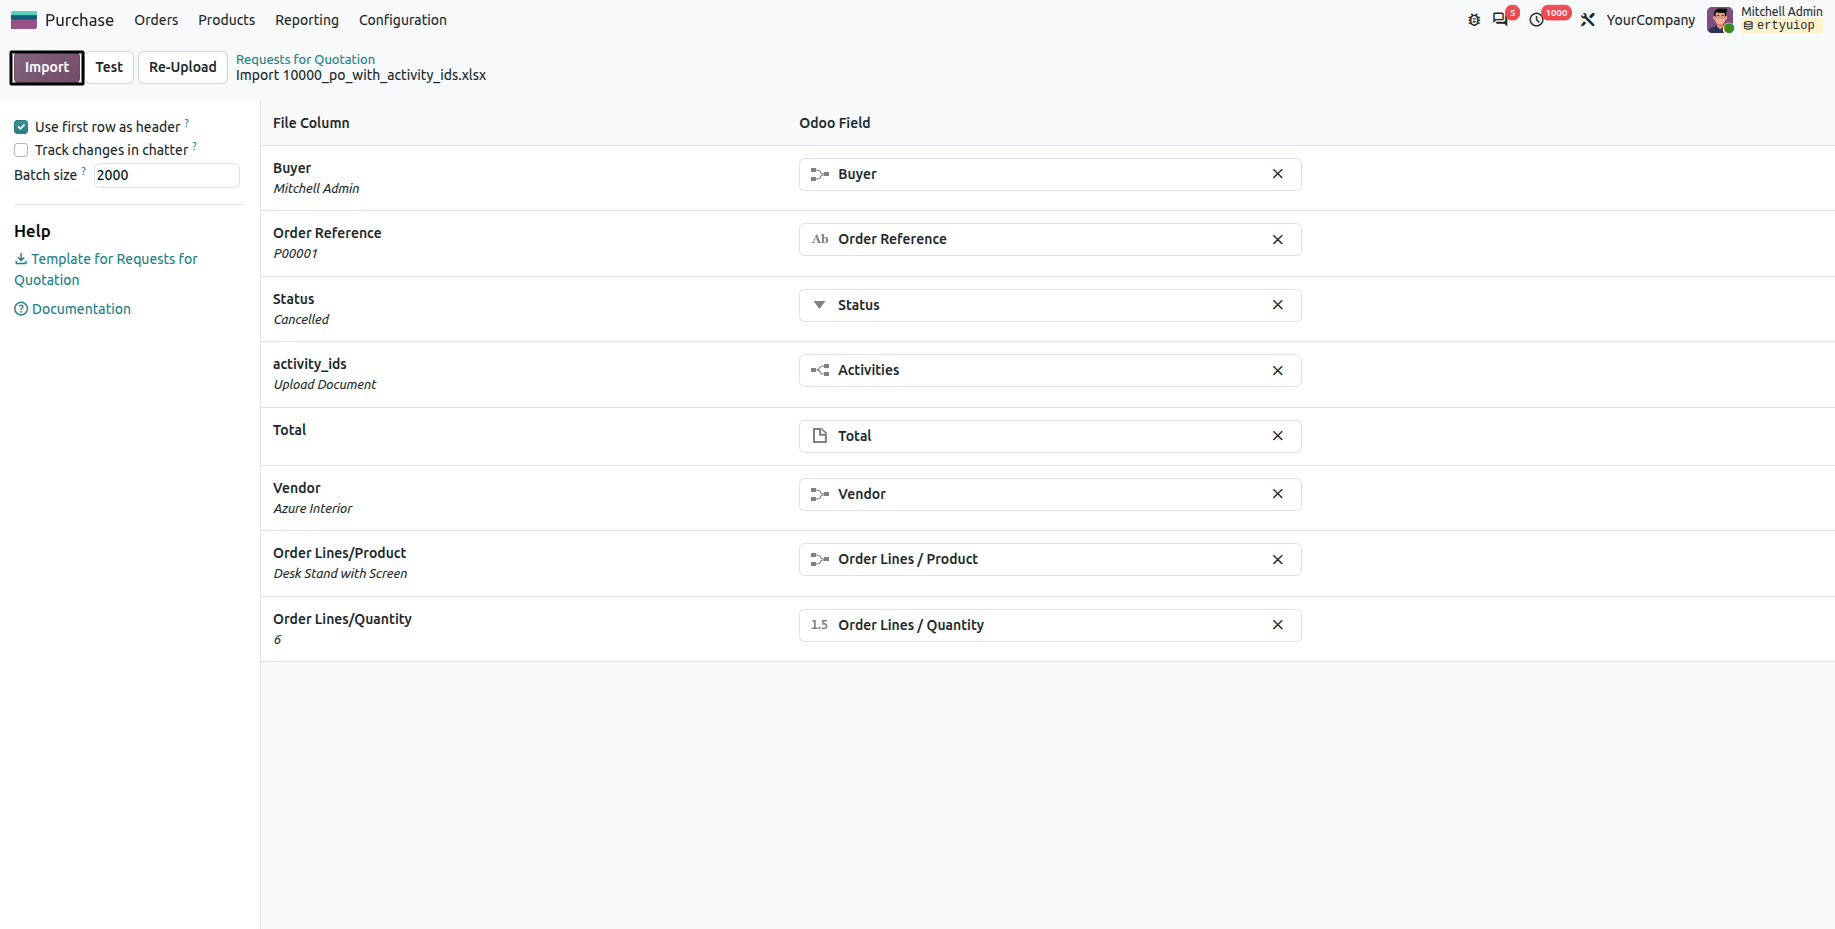 Purchase Orders Products Reporting Configuration 5 1000 YourCompany Mitchell Admin
ertyuiop
Import Test Re-Upload Requests for Quotation
Import 10000_po_with_activity_ids.xlsx
Use first row as header ?
Track changes in chatter ?
Batch size ? 2000
Help
Template for Requests for
Quotation
Documentation
File Column Odoo Field
Buyer
Mitchell Admin
Buyer
Order Reference
P00001
Ab Order Reference
Status
Cancelled
Status
activity_ids
Upload Document
Activities
Total
Total
Vendor
Azure Interior
Vendor
Order Lines/Product
Desk Stand with Screen
Order Lines / Product
Order Lines/Quantity
6
1.5 Order Lines / Quantity